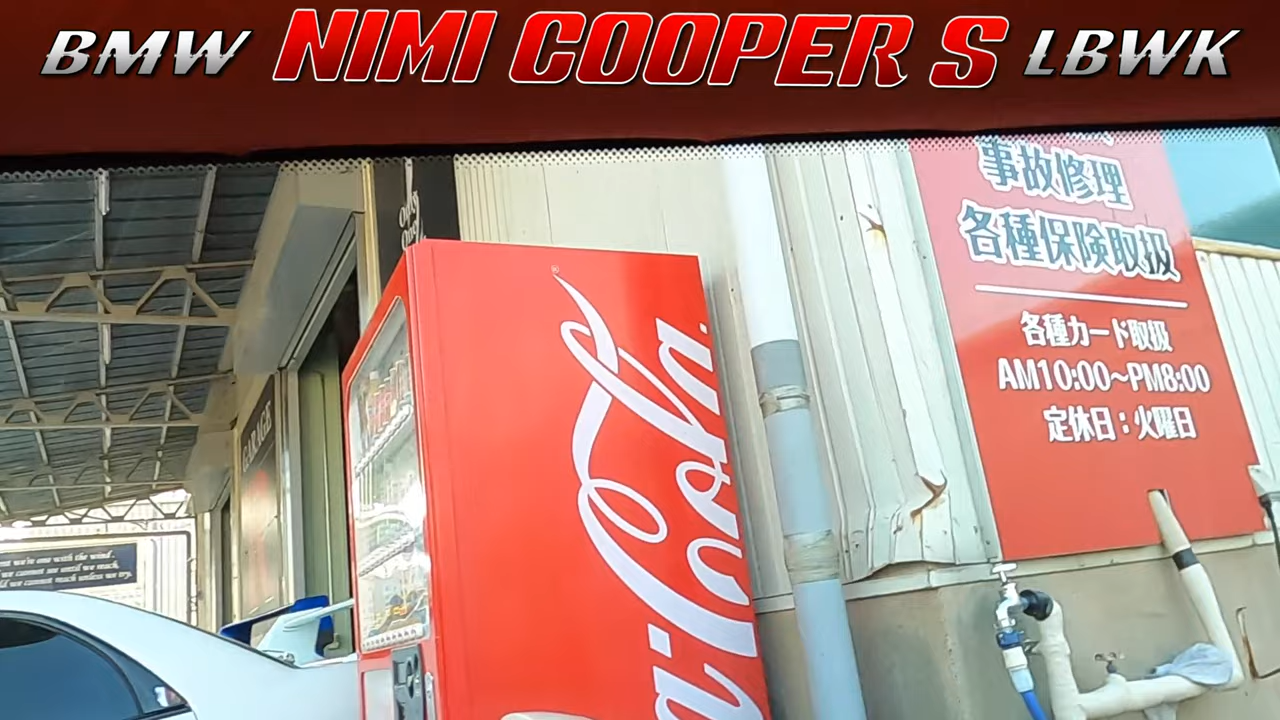 BMW NIMI COOPER S LBWK
事故修理
各種保険取扱
各種カード取扱
AM10:00～PM8:00
定休日：火曜日
Coca-Cola
GARAGE